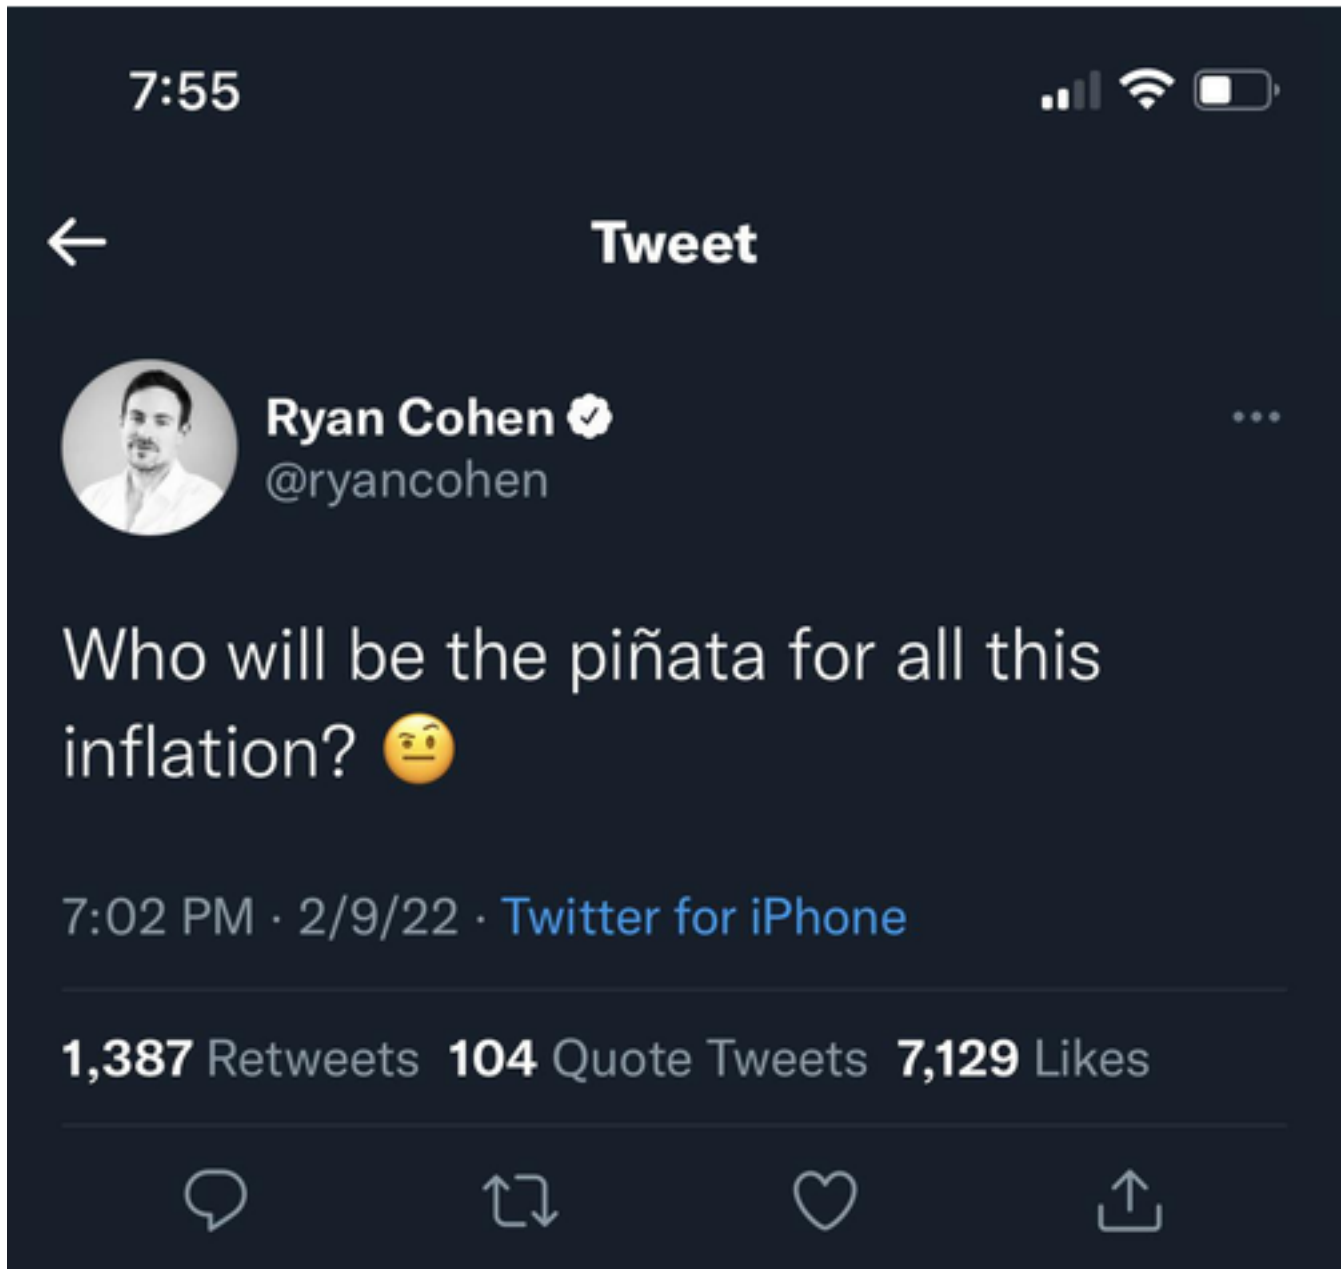 7:55
Tweet
Ryan Cohen
@ryancohen
Who will be the piñata for all this
inflation? 🤨
7:02 PM · 2/9/22 · Twitter for iPhone
1,387 Retweets 104 Quote Tweets 7,129 Likes